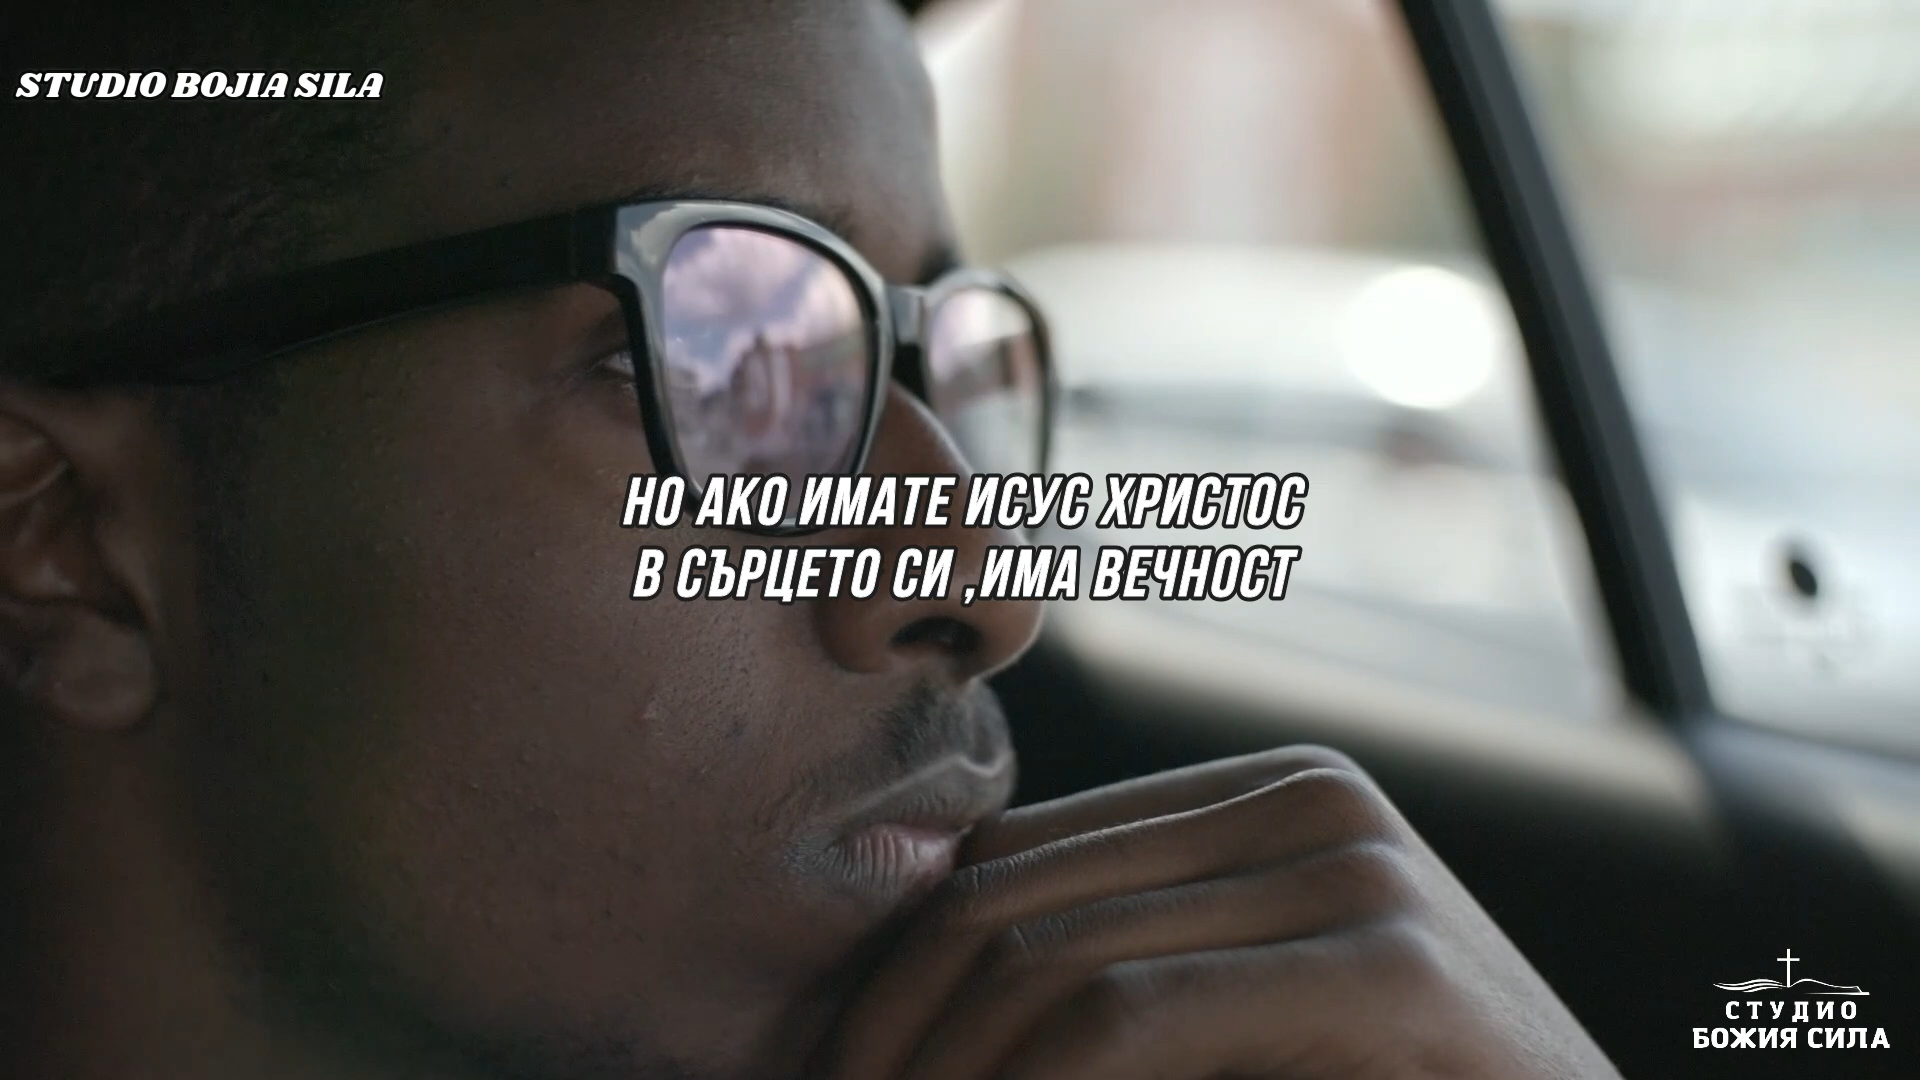 STUDIO BOJIA SILA
НО АКО ИМАТЕ ИСУС ХРИСТОС
В СЪРЦЕТО СИ ,ИМА ВЕЧНОСТ
СТУДИО
БОЖИЯ СИЛА